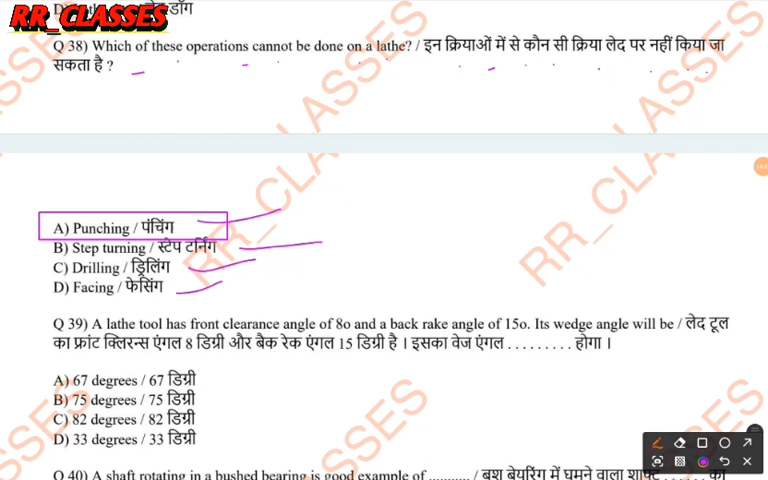 डॉग
RR_CLASSES
Q 38) Which of these operations cannot be done on a lathe? / इन क्रियाओं में से कौन सी क्रिया लेद पर नहीं किया जा
सकता है ?
A) Punching / पंचिंग
B) Step turning / स्टेप टर्निंग
C) Drilling / ड्रिलिंग
D) Facing / फेसिंग
Q 39) A lathe tool has front clearance angle of 8o and a back rake angle of 15o. Its wedge angle will be / लेद टूल
का फ्रांट क्लिरन्स एंगल 8 डिग्री और बैक रेक एंगल 15 डिग्री है । इसका वेज एंगल . . . . . . . . . होगा ।
A) 67 degrees / 67 डिग्री
B) 75 degrees / 75 डिग्री
C) 82 degrees / 82 डिग्री
D) 33 degrees / 33 डिग्री
Q 40) A shaft rotating in a bushed bearing is good example of .......... / बुश बेयरिंग में घूमने वाला शाफ्ट . . . . . . का